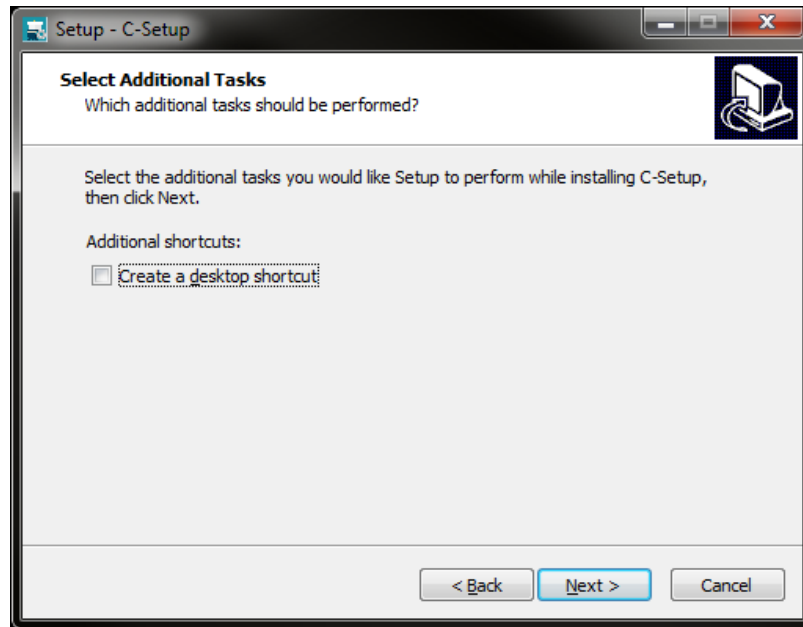 Setup - C-Setup
Select Additional Tasks
Which additional tasks should be performed?
Select the additional tasks you would like Setup to perform while installing C-Setup,
then click Next.
Additional shortcuts:
Create a desktop shortcut
< Back Next > Cancel